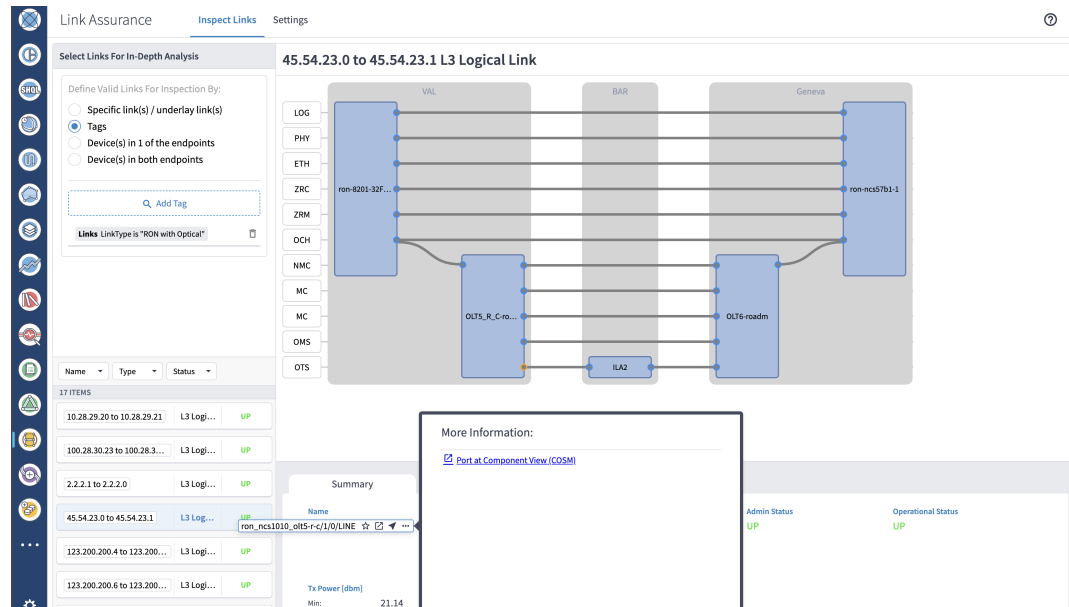 Link Assurance
Inspect Links
Settings
Select Links For In-Depth Analysis
Define Valid Links For Inspection By:
Specific link(s) / underlay link(s)
Tags
Device(s) in 1 of the endpoints
Device(s) in both endpoints
Add Tag
Links LinkType is "RON with Optical"
Name
Type
Status
17 ITEMS
10.28.29.20 to 10.28.29.21 L3 Logi... UP
100.28.30.23 to 100.28.3... L3 Logi... UP
2.2.2.1 to 2.2.2.0 L3 Logi... UP
45.54.23.0 to 45.54.23.1 L3 Log... UP
123.200.200.4 to 123.200... L3 Logi... UP
123.200.200.6 to 123.200... L3 Logi... UP
45.54.23.0 to 45.54.23.1 L3 Logical Link
VAL
BAR
Geneva
LOG
PHY
ETH
ZRC
ZRM
OCH
NMC
MC
MC
OMS
OTS
ron-8201-32F...
ron-ncs57b1-1
OLT5_R_C-ro...
OLT6-roadm
ILA2
Summary
Name
ron_ncs1010_olt5-r-c/1/0/LINE
More Information:
Port at Component View (COSM)
Admin Status
UP
Operational Status
UP
Tx Power [dbm]
Min: 21.14
SHQL